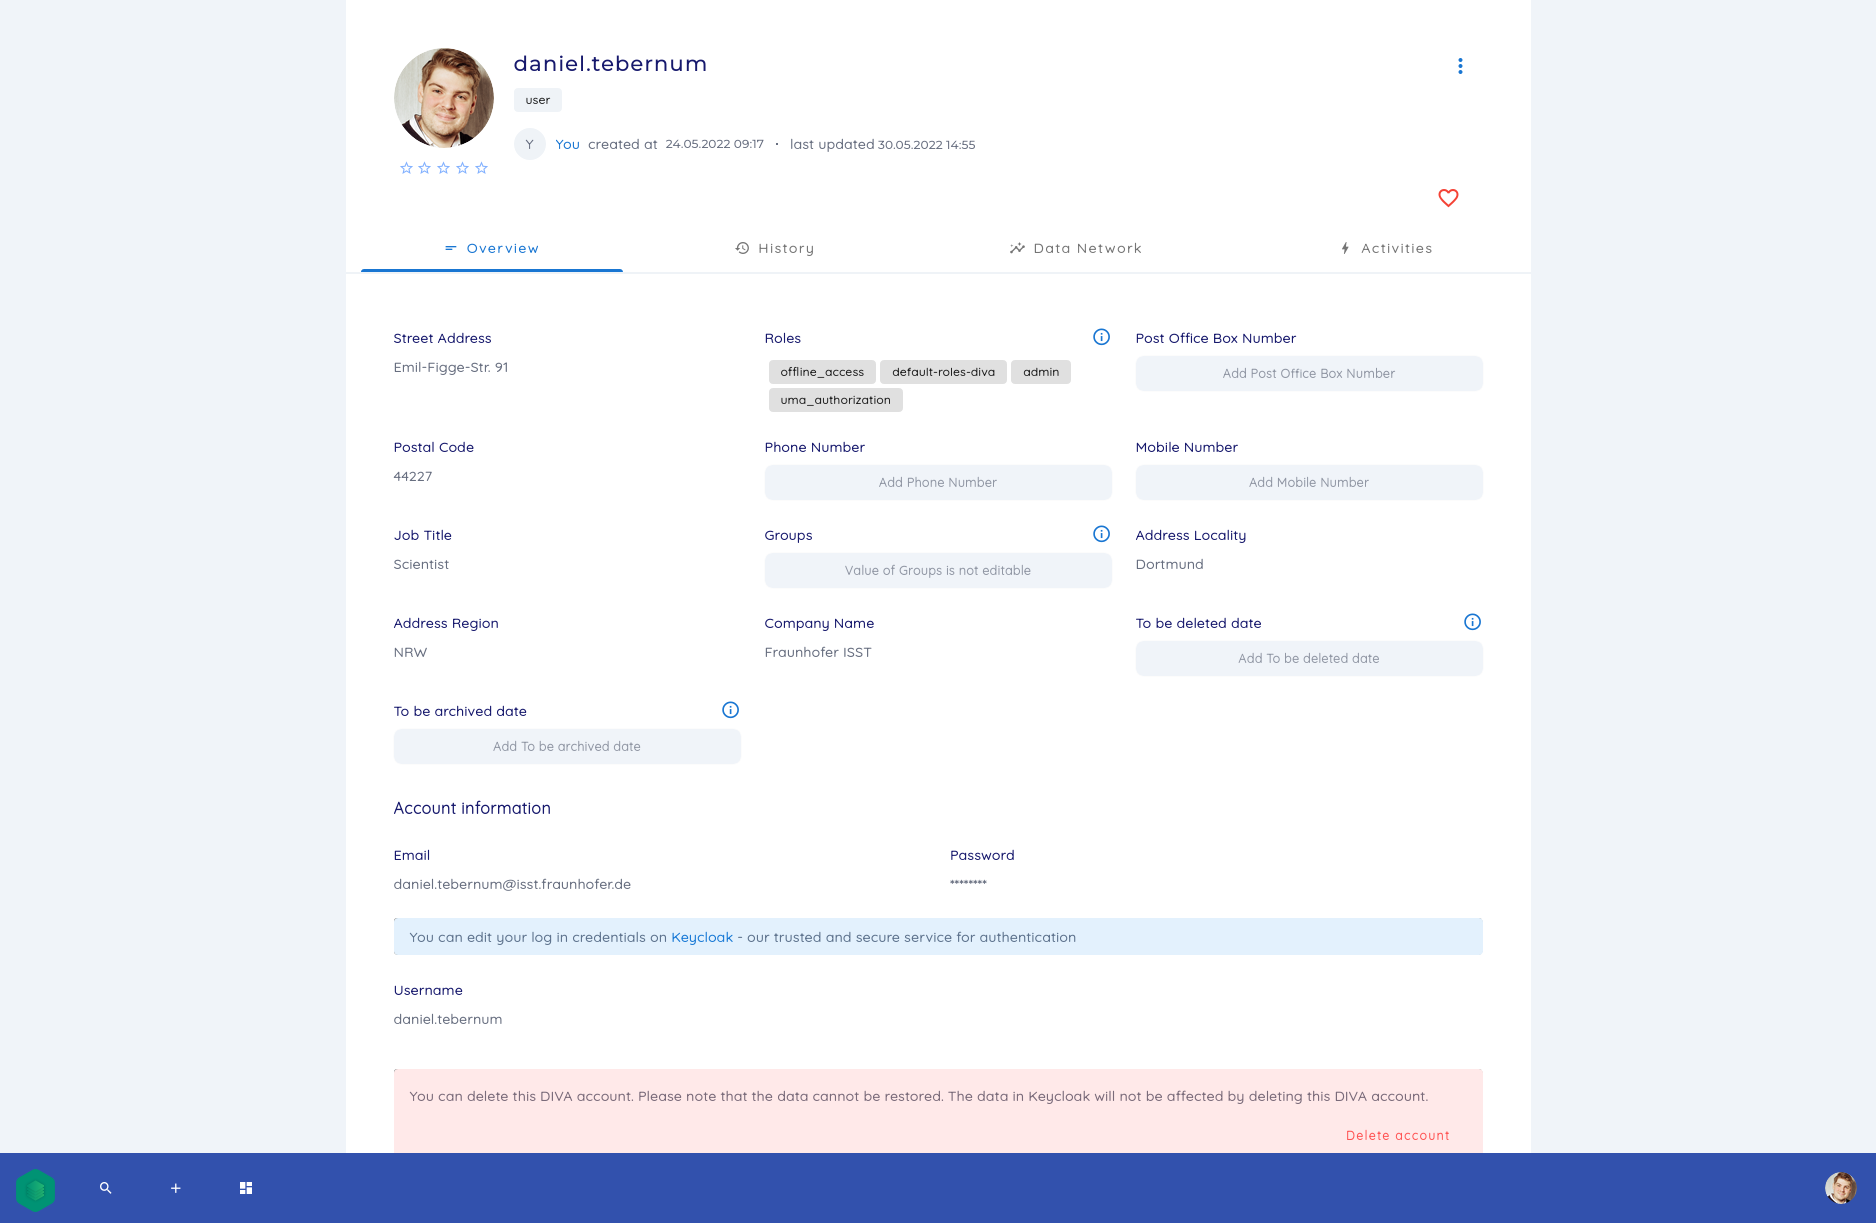 daniel.tebernum
user
Y You created at 24.05.2022 09:17 • last updated 30.05.2022 14:55
Overview History Data Network Activities
Street Address Roles Post Office Box Number
Emil-Figge-Str. 91 offline_access default-roles-diva admin Add Post Office Box Number
uma_authorization
Postal Code Phone Number Mobile Number
44227 Add Phone Number Add Mobile Number
Job Title Groups Address Locality
Scientist Value of Groups is not editable Dortmund
Address Region Company Name To be deleted date
NRW Fraunhofer ISST Add To be deleted date
To be archived date
Add To be archived date
Account information
Email Password
daniel.tebernum@isst.fraunhofer.de ********
You can edit your log in credentials on Keycloak - our trusted and secure service for authentication
Username
daniel.tebernum
You can delete this DIVA account. Please note that the data cannot be restored. The data in Keycloak will not be affected by deleting this DIVA account.
Delete account